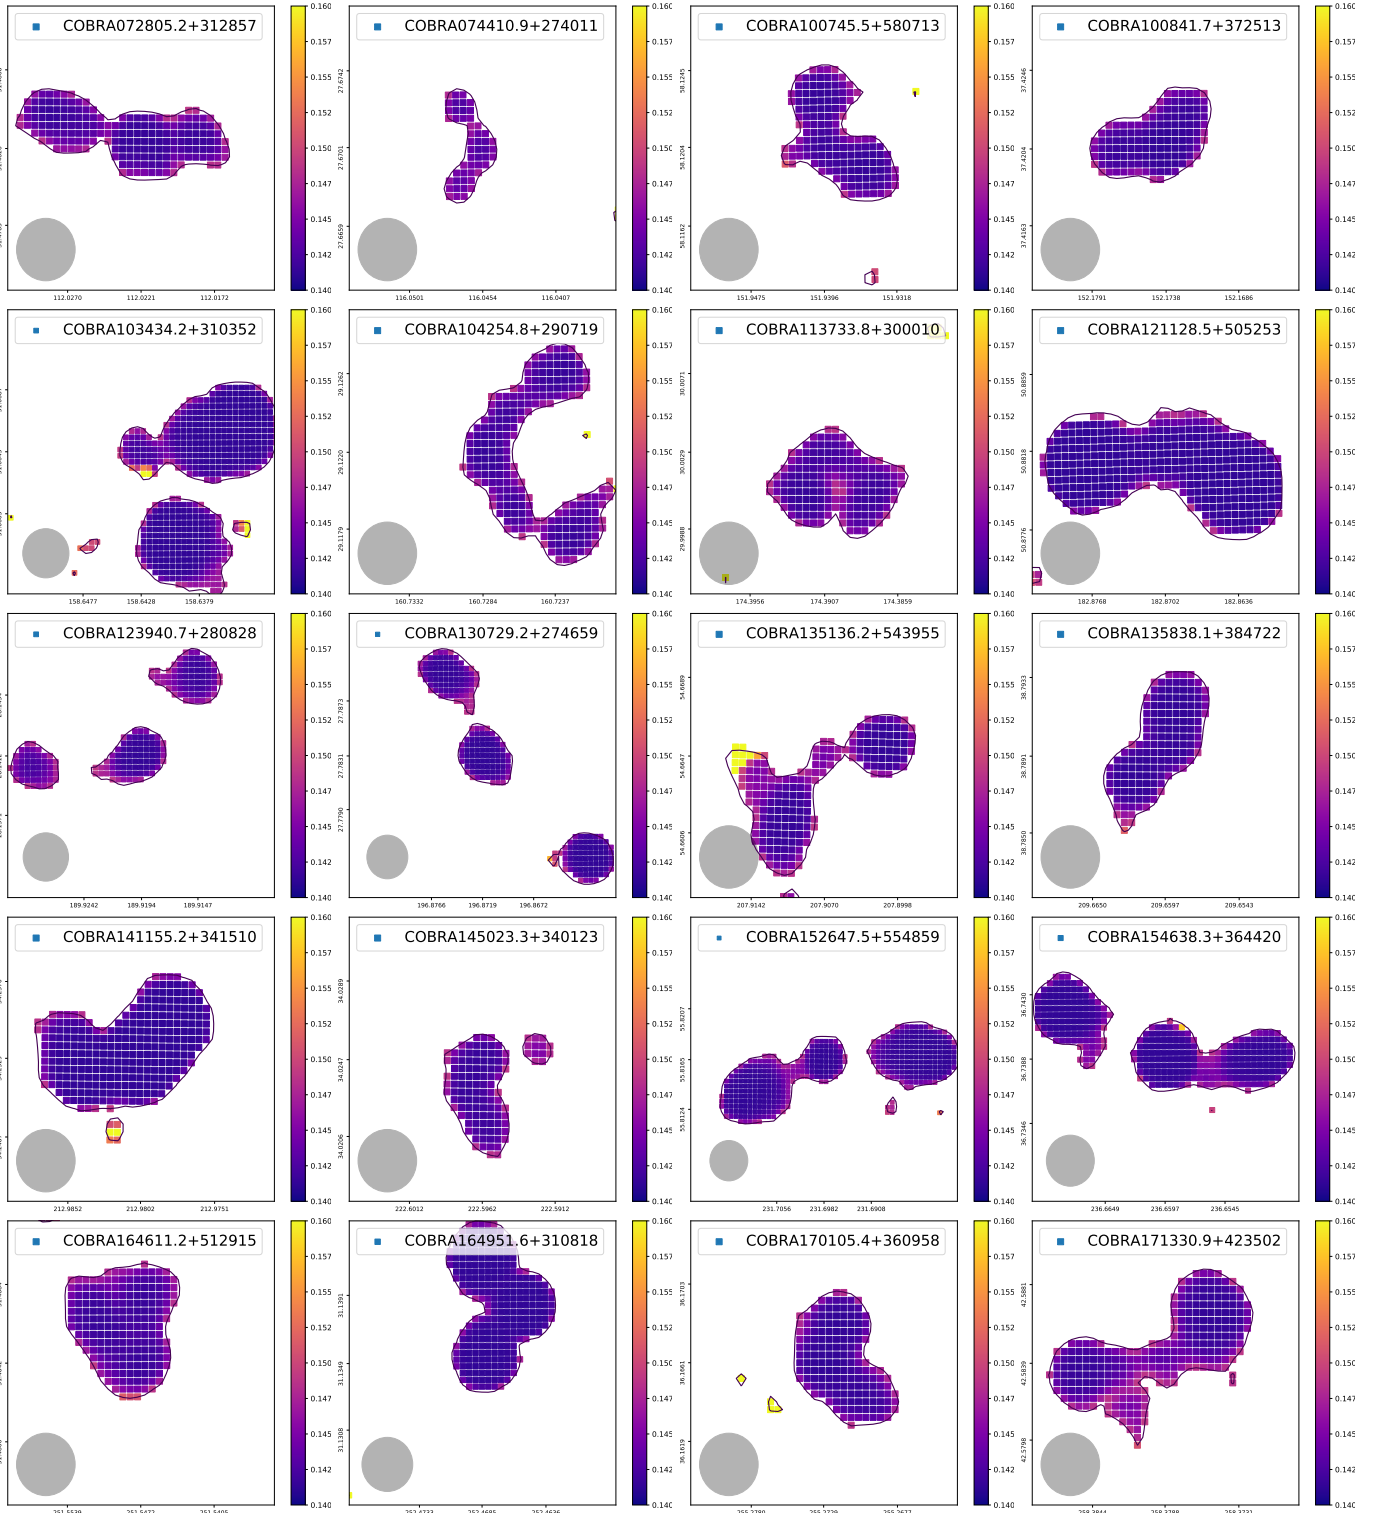 COBRA072805.2+312857
COBRA074410.9+274011
COBRA100745.5+580713
COBRA100841.7+372513
0.160
0.157
0.155
0.152
0.150
0.147
0.145
0.142
0.140
112.0270 112.0221 112.0172
27.6742
27.6701
27.6659
116.0501 116.0454 116.0407
58.1245
58.1204
58.1162
151.9475 151.9396 151.9318
37.4246
37.4204
37.4163
152.1791 152.1738 152.1686
COBRA103434.2+310352
COBRA104254.8+290719
COBRA113733.8+300010
COBRA121128.5+505253
158.6477 158.6428 158.6379
29.1262
29.1220
29.1179
160.7332 160.7284 160.7237
30.0071
30.0029
29.9988
174.3956 174.3907 174.3859
50.8859
50.8818
50.8776
182.8768 182.8702 182.8636
COBRA123940.7+280828
COBRA130729.2+274659
COBRA135136.2+543955
COBRA135838.1+384722
189.9242 189.9194 189.9147
27.7873
27.7831
27.7790
196.8766 196.8719 196.8672
54.6689
54.6647
54.6606
207.9142 207.9070 207.8998
38.7933
38.7891
38.7850
209.6650 209.6597 209.6543
COBRA141155.2+341510
COBRA145023.3+340123
COBRA152647.5+554859
COBRA154638.3+364420
212.9852 212.9802 212.9751
34.0289
34.0247
34.0206
222.6012 222.5962 222.5912
55.8207
55.8165
55.8124
231.7056 231.6982 231.6908
36.7430
36.7388
36.7346
236.6649 236.6597 236.6545
COBRA164611.2+512915
COBRA164951.6+310818
COBRA170105.4+360958
COBRA171330.9+423502
31.1391
31.1349
31.1308
36.1703
36.1661
36.1619
42.5881
42.5839
42.5798